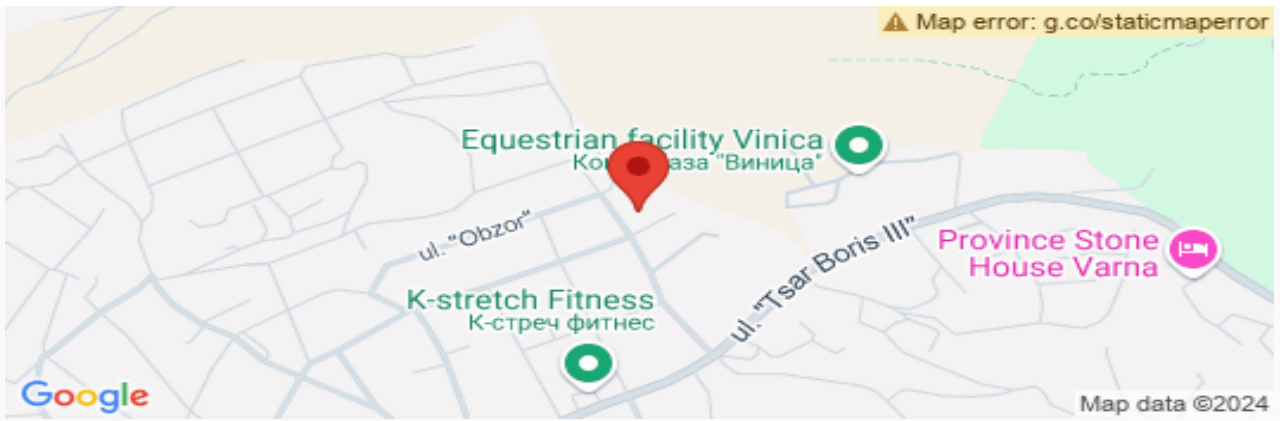 Map error: g.co/staticmaperror
Equestrian facility Vinica
"Виница"
ul. "Obzor"
ul. "Tsar Boris III"
Province Stone
House Varna
K-stretch Fitness
К-стреч фитнес
Google
Map data ©2024